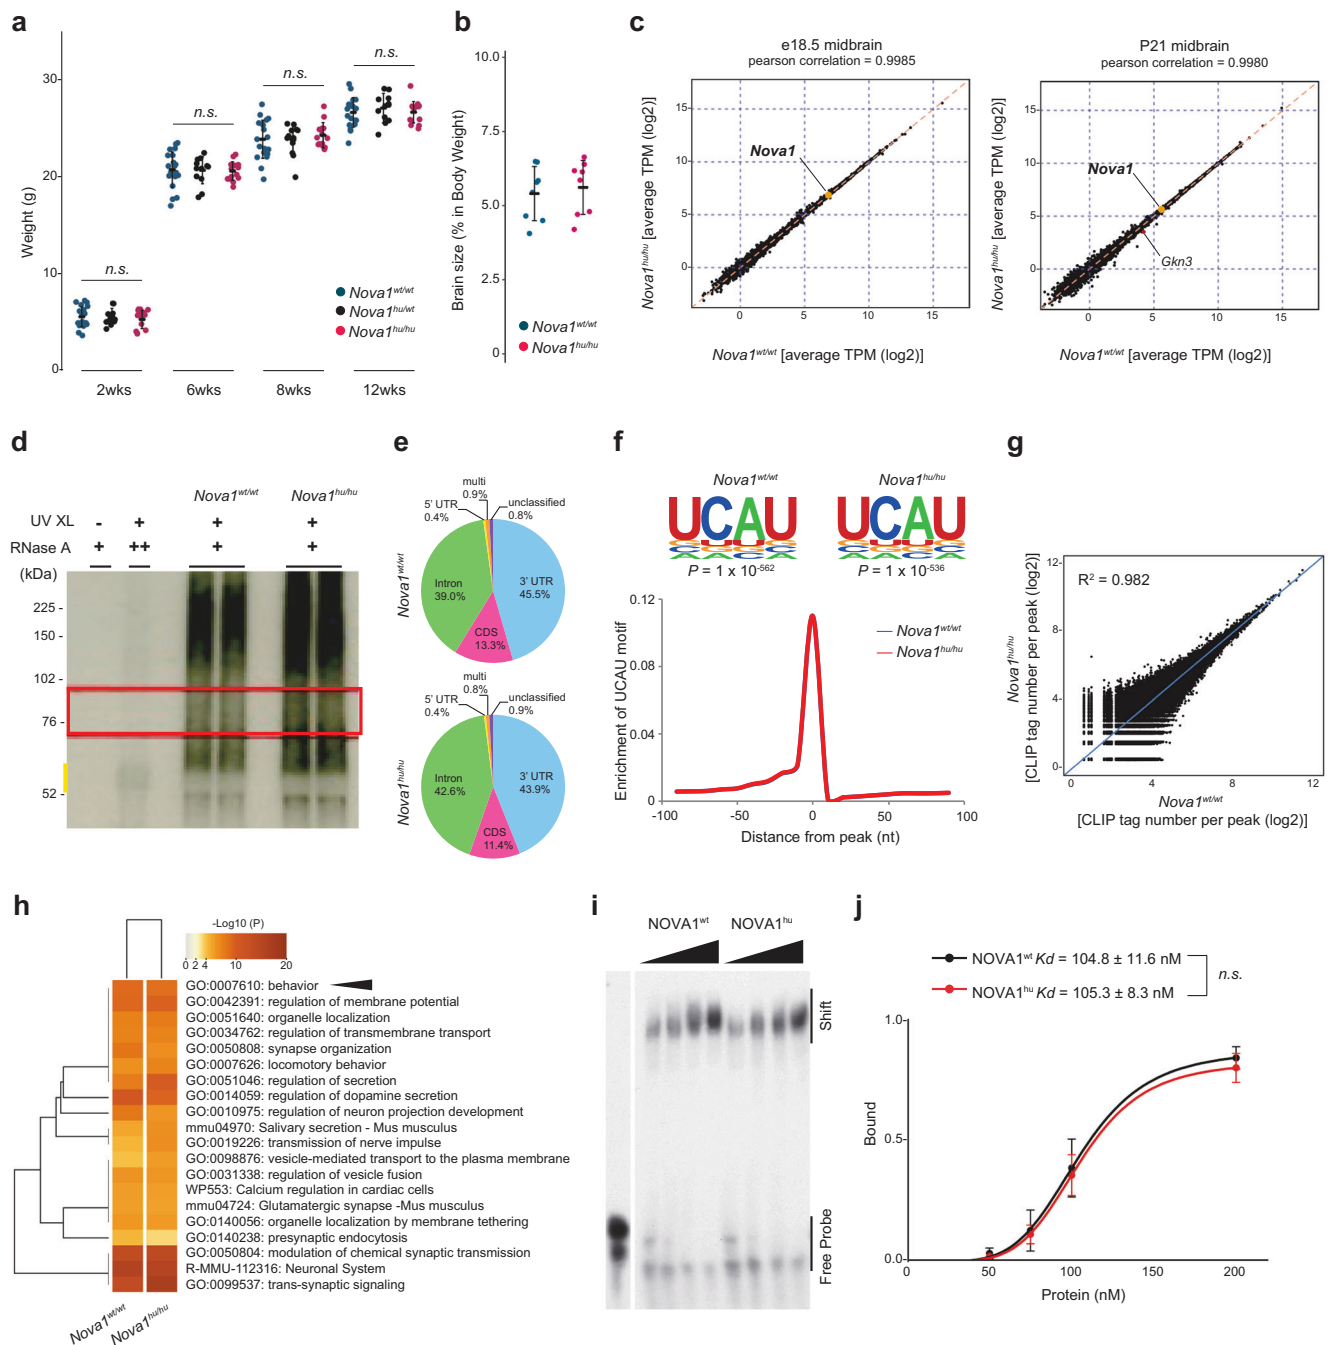 a
Weight (g)
30
20
10
0
n.s.
n.s.
n.s.
n.s.
Nova1wt/wt
Nova1hu/wt
Nova1hu/hu
2wks
6wks
8wks
12wks
b
Brain size (% in Body Weight)
10.0
7.5
5.0
2.5
0
Nova1wt/wt
Nova1hu/hu
c
e18.5 midbrain
pearson correlation = 0.9985
Nova1hu/hu [average TPM (log2)]
15
10
5
0
Nova1
0
5
10
15
Nova1wt/wt [average TPM (log2)]
P21 midbrain
pearson correlation = 0.9980
Nova1hu/hu [average TPM (log2)]
15
10
5
0
Nova1
Gkn3
0
5
10
15
Nova1wt/wt [average TPM (log2)]
d
Nova1wt/wt
Nova1hu/hu
UV XL - + + +
RNase A + ++ + +
(kDa)
225 -
150 -
102 -
76 -
52 -
e
Nova1wt/wt
multi
0.9%
5' UTR
0.4%
unclassified
0.8%
Intron
39.0%
3' UTR
45.5%
CDS
13.3%
Nova1hu/hu
multi
0.8%
5' UTR
0.4%
unclassified
0.9%
Intron
42.6%
3' UTR
43.9%
CDS
11.4%
f
Nova1wt/wt
UCAU
P = 1 x 10-562
Nova1hu/hu
UCAU
P = 1 x 10-536
Enrichment of UCAU motif
0.12
0.08
0.04
0
Nova1wt/wt
Nova1hu/hu
-100
-50
0
50
100
Distance from peak (nt)
g
Nova1hu/hu
[CLIP tag number per peak (log2)]
R2 = 0.982
12
8
4
0
0
4
8
12
Nova1wt/wt
[CLIP tag number per peak (log2)]
h
-Log10 (P)
0 2 4 10 20
GO:0007610: behavior
GO:0042391: regulation of membrane potential
GO:0051640: organelle localization
GO:0034762: regulation of transmembrane transport
GO:0050808: synapse organization
GO:0007626: locomotory behavior
GO:0051046: regulation of secretion
GO:0014059: regulation of dopamine secretion
GO:0010975: regulation of neuron projection development
mmu04970: Salivary secretion - Mus musculus
GO:0019226: transmission of nerve impulse
GO:0098876: vesicle-mediated transport to the plasma membrane
GO:0031338: regulation of vesicle fusion
WP553: Calcium regulation in cardiac cells
mmu04724: Glutamatergic synapse -Mus musculus
GO:0140056: organelle localization by membrane tethering
GO:0140238: presynaptic endocytosis
GO:0050804: modulation of chemical synaptic transmission
R-MMU-112316: Neuronal System
GO:0099537: trans-synaptic signaling
Nova1wt/wt
Nova1hu/hu
i
NOVA1wt
NOVA1hu
Shift
Free Probe
j
NOVA1wt Kd = 104.8 ± 11.6 nM
NOVA1hu Kd = 105.3 ± 8.3 nM
n.s.
Bound
1.0
0.5
0.0
0
50
100
150
200
Protein (nM)